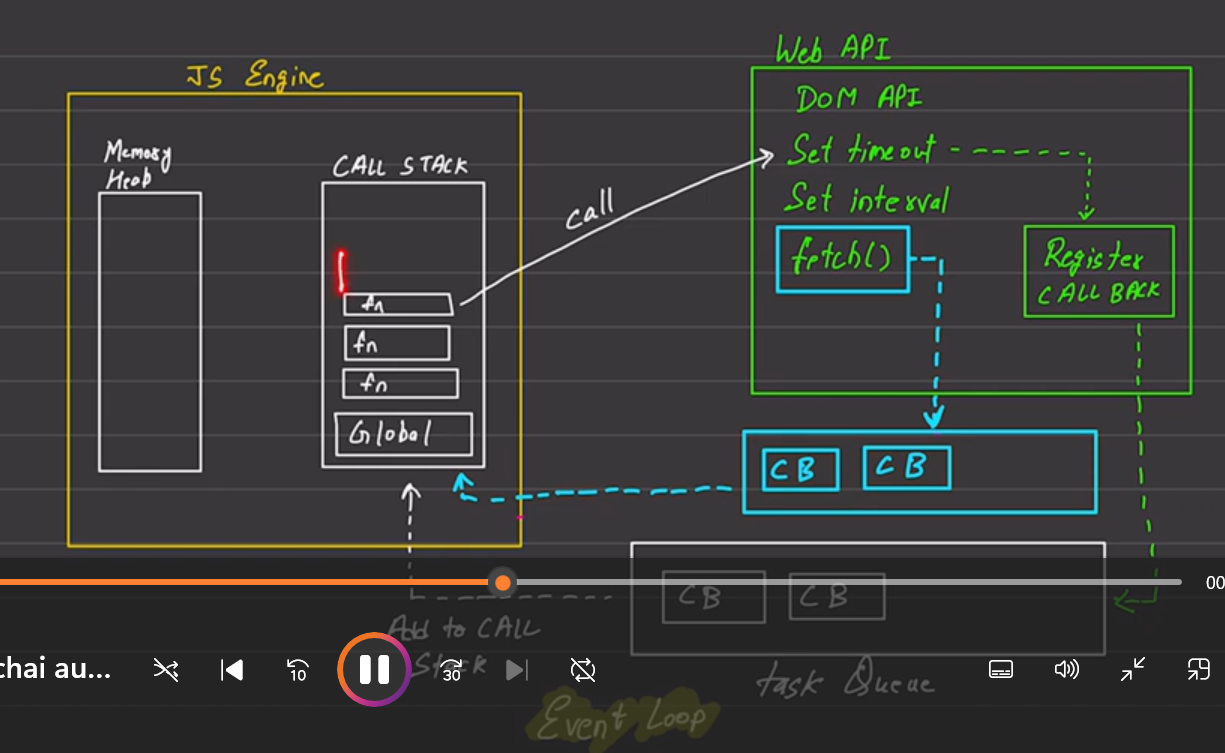 JS Engine
Memory
Heap
CALL STACK
fn
fn
fn
Global
call
Web API
DOM API
Set timeout
Set interval
fetch()
Register
CALL BACK
CB CB
CB CB
Add to CALL
Stack
task Queue
Event Loop
chai au...
10
30
00